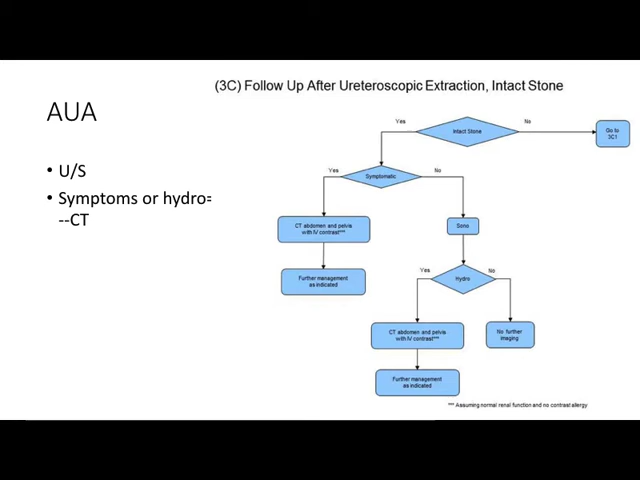 (3C) Follow Up After Ureteroscopic Extraction, Intact Stone
AUA
• U/S
• Symptoms or hydro=
--CT
Yes
Intact Stone
No
Go to
3C1
Yes
Symptomatic
No
CT abdomen and pelvis
with IV contrast***
Sono
Further management
as indicated
Yes
Hydro
No
CT abdomen and pelvis
with IV contrast***
No further
imaging
Further management
as indicated
*** Assuming normal renal function and no contrast allergy